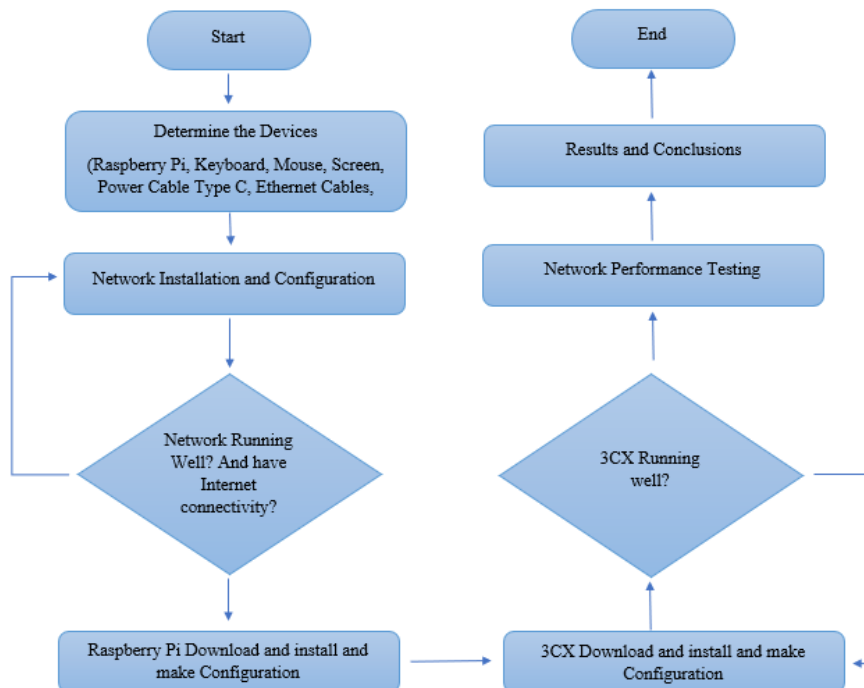 Start
Determine the Devices
(Raspberry Pi, Keyboard, Mouse, Screen,
Power Cable Type C, Ethernet Cables,
Network Installation and Configuration
Network Running
Well? And have
Internet
connectivity?
Raspberry Pi Download and install and
make Configuration
3CX Download and install and make
Configuration
3CX Running
well?
Network Performance Testing
Results and Conclusions
End